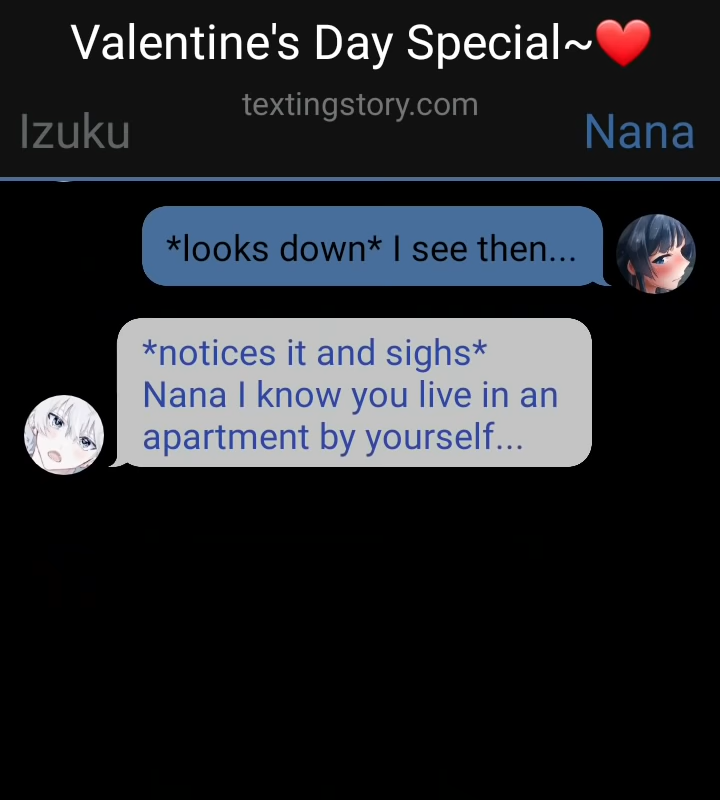 Valentine's Day Special~❤️
textingstory.com
Izuku
Nana
*looks down* I see then...
*notices it and sighs*
Nana I know you live in an
apartment by yourself...